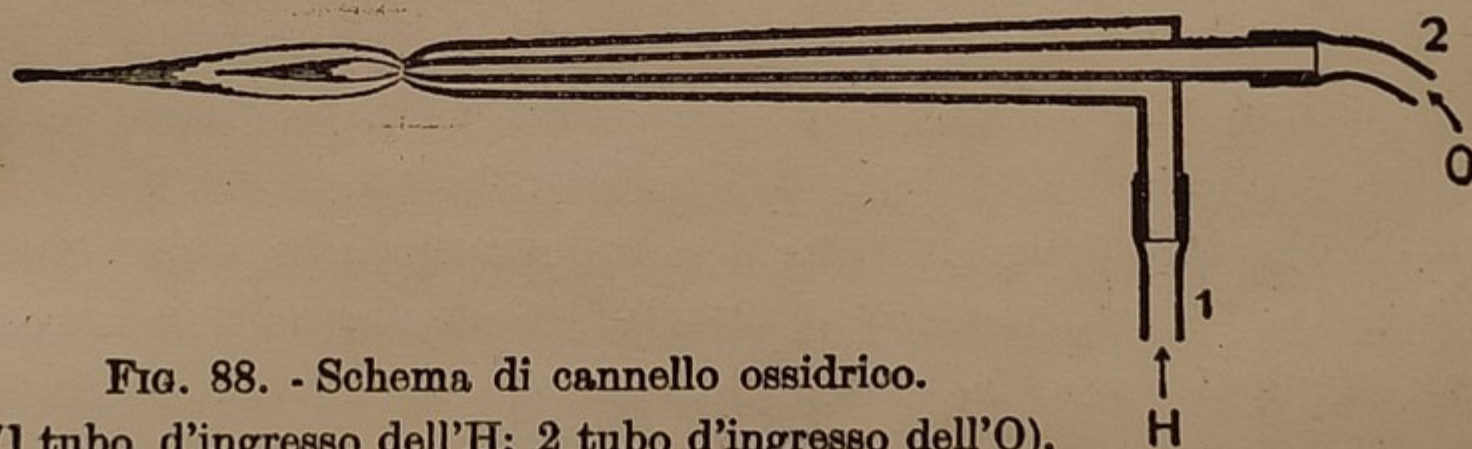 2
O
1
FIG. 88. - Schema di cannello ossidrico.
H
(1 tubo d'ingresso dell'H; 2 tubo d'ingresso dell'O).